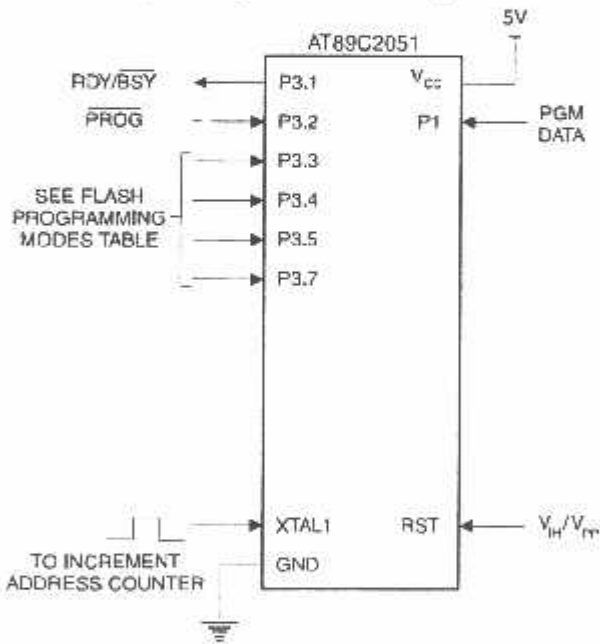 5V
AT89C2051
RDY/BSY
P3.1
VCC
PROG
P3.2
P1
PGM
DATA
P3.3
SEE FLASH
PROGRAMMING
MODES TABLE
P3.4
P3.5
P3.7
XTAL1
RST
VIH/VPP
TO INCREMENT
ADDRESS COUNTER
GND